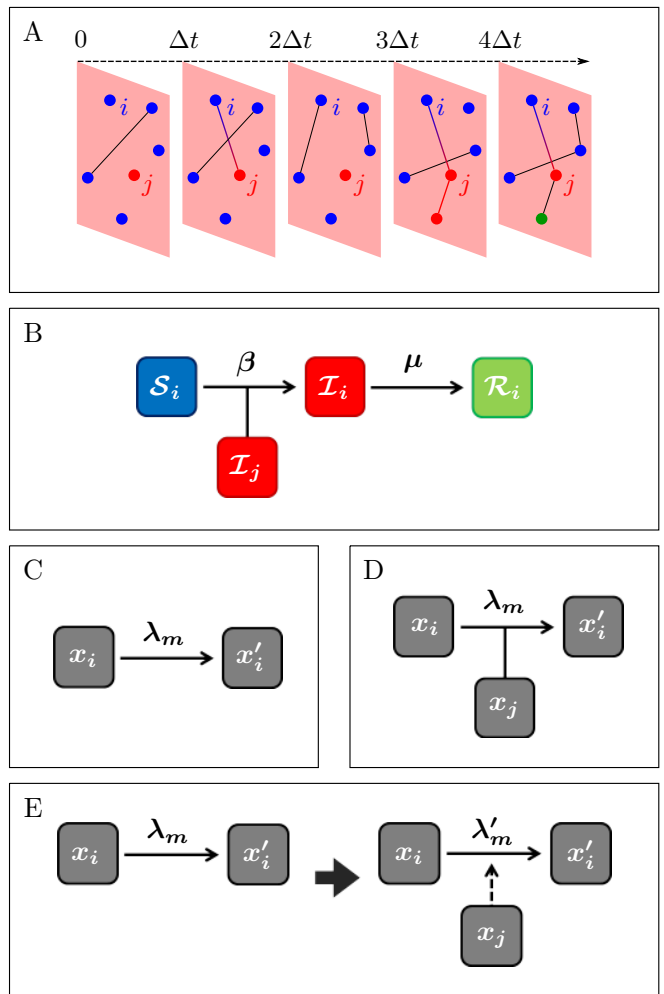 A
0 Δt 2Δt 3Δt 4Δt
i i i i i
j j j j j
B
β μ
𝒮ᵢ ℐᵢ ℛᵢ
ℐⱼ
C
λₘ
xᵢ x′ᵢ
D
λₘ
xᵢ x′ᵢ
xⱼ
E
λₘ λ′ₘ
xᵢ x′ᵢ xᵢ x′ᵢ
xⱼ